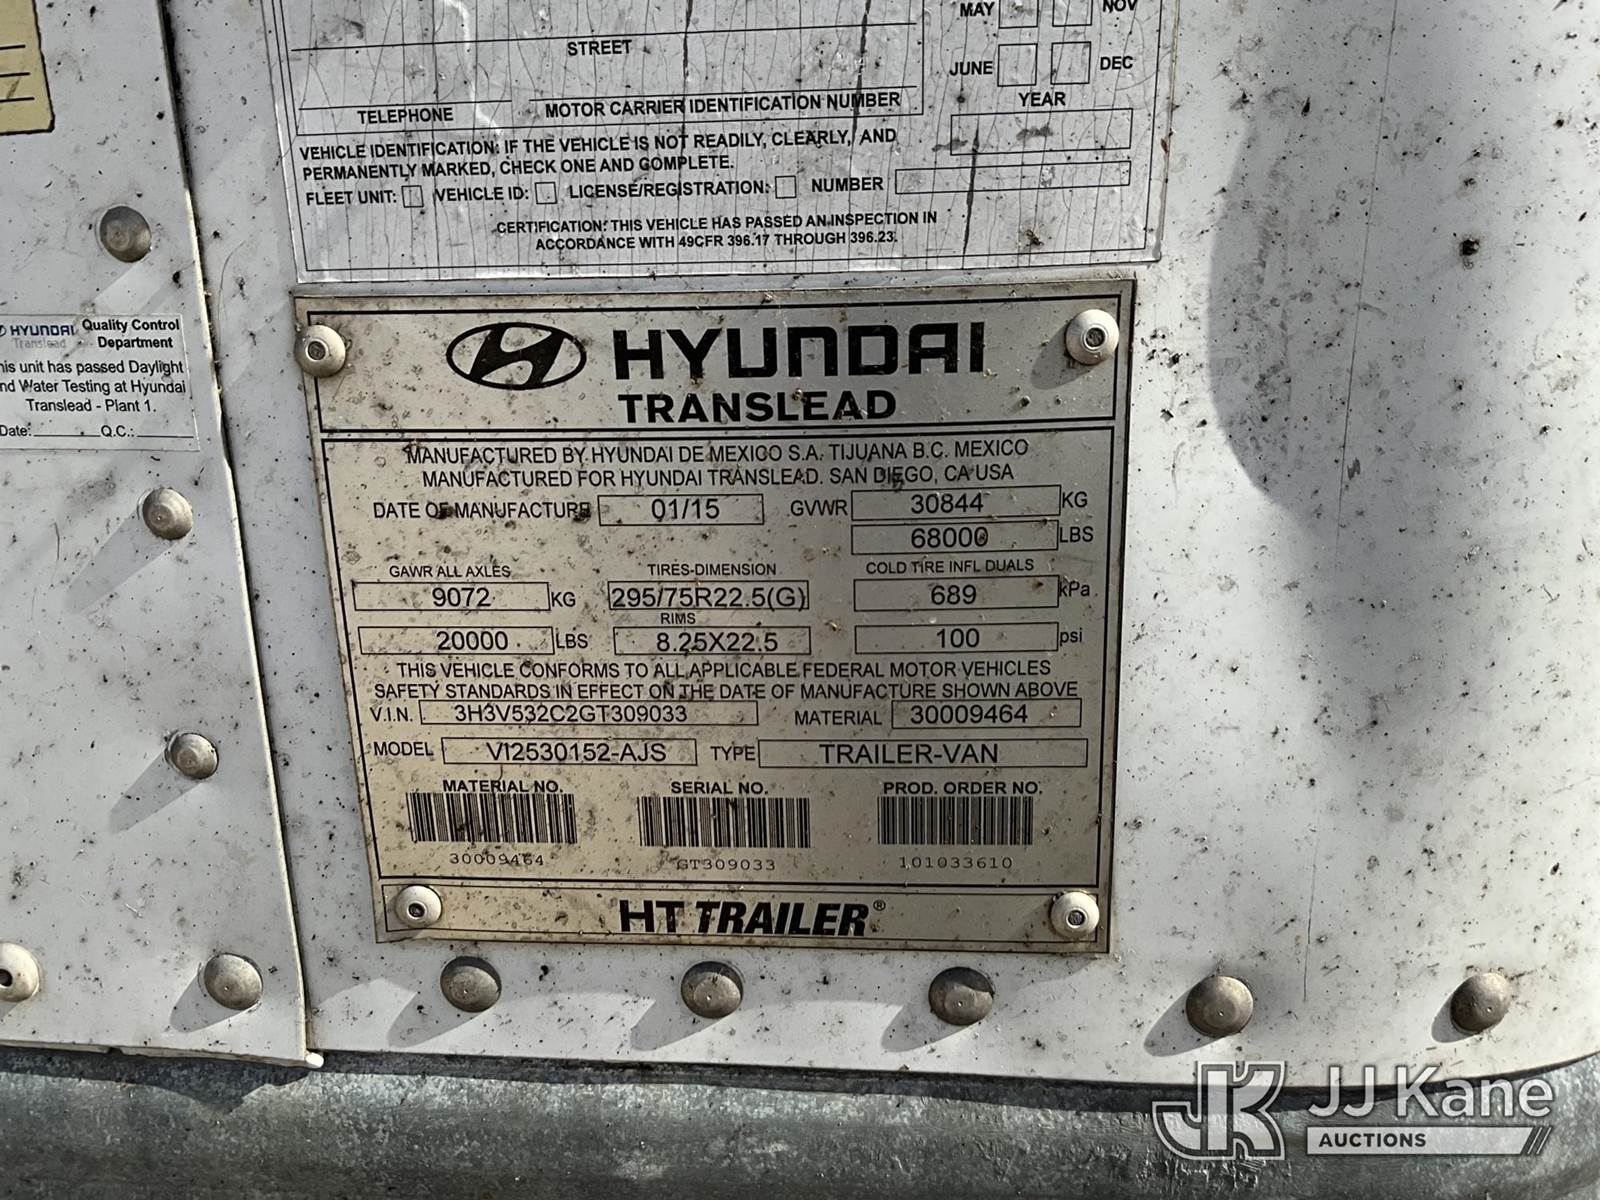 MAY NOV
STREET
JUNE DEC
TELEPHONE MOTOR CARRIER IDENTIFICATION NUMBER
YEAR
VEHICLE IDENTIFICATION: IF THE VEHICLE IS NOT READILY, CLEARLY, AND
PERMANENTLY MARKED, CHECK ONE AND COMPLETE.
FLEET UNIT: VEHICLE ID: LICENSE/REGISTRATION: NUMBER
CERTIFICATION: THIS VEHICLE HAS PASSED AN INSPECTION IN
ACCORDANCE WITH 49CFR 396.17 THROUGH 396.23.
HYUNDAI Quality Control
Translead Department
his unit has passed Daylight
nd Water Testing at Hyundai
Translead - Plant 1.
Date: Q.C.:
HYUNDAI
TRANSLEAD
MANUFACTURED BY HYUNDAI DE MEXICO S.A. TIJUANA B.C. MEXICO
MANUFACTURED FOR HYUNDAI TRANSLEAD. SAN DIEGO, CA USA
DATE OF MANUFACTURE 01/15 GVWR 30844 KG
68000 LBS
GAWR ALL AXLES TIRES-DIMENSION COLD TIRE INFL DUALS
9072 KG 295/75R22.5(G) 689 kPa
RIMS
20000 LBS 8.25X22.5 100 psi
THIS VEHICLE CONFORMS TO ALL APPLICABLE FEDERAL MOTOR VEHICLES
SAFETY STANDARDS IN EFFECT ON THE DATE OF MANUFACTURE SHOWN ABOVE
V.I.N. 3H3V532C2GT309033 MATERIAL 30009464
MODEL V12530152-AJS TYPE TRAILER-VAN
MATERIAL NO. SERIAL NO. PROD. ORDER NO.
30009464 GT309033 101033610
HT TRAILER®
JK JJ Kane
AUCTIONS